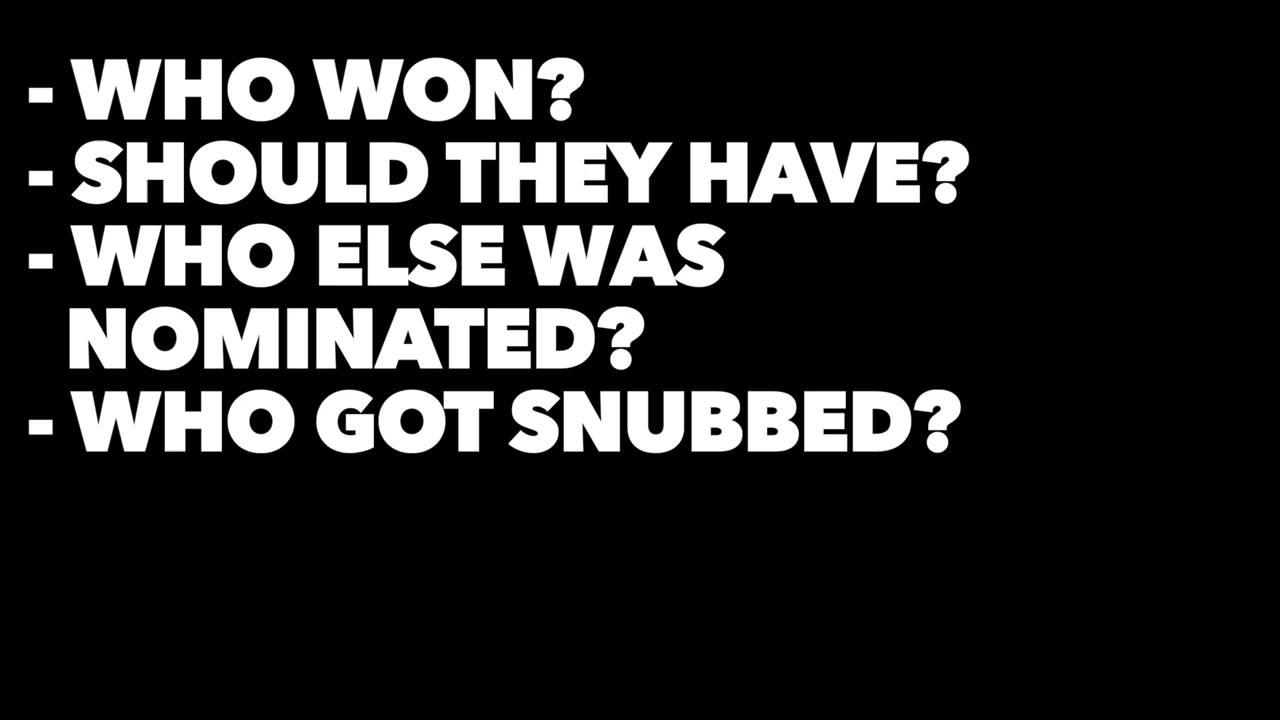 - WHO WON?
- SHOULD THEY HAVE?
- WHO ELSE WAS
NOMINATED?
- WHO GOT SNUBBED?